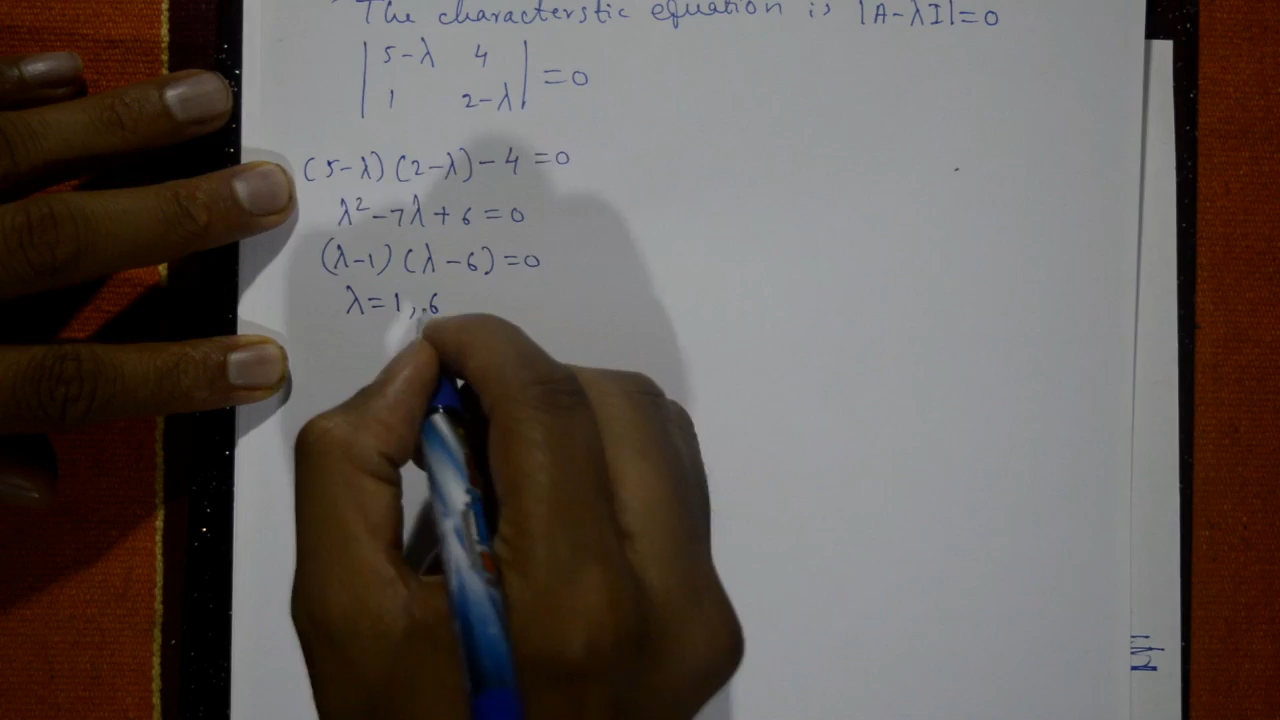 The characterstic equation is |A-λI|=0
| 5-λ 4 |
| 1 2-λ | =0
(5-λ)(2-λ)-4=0
λ²-7λ+6=0
(λ-1)(λ-6)=0
λ=1,6